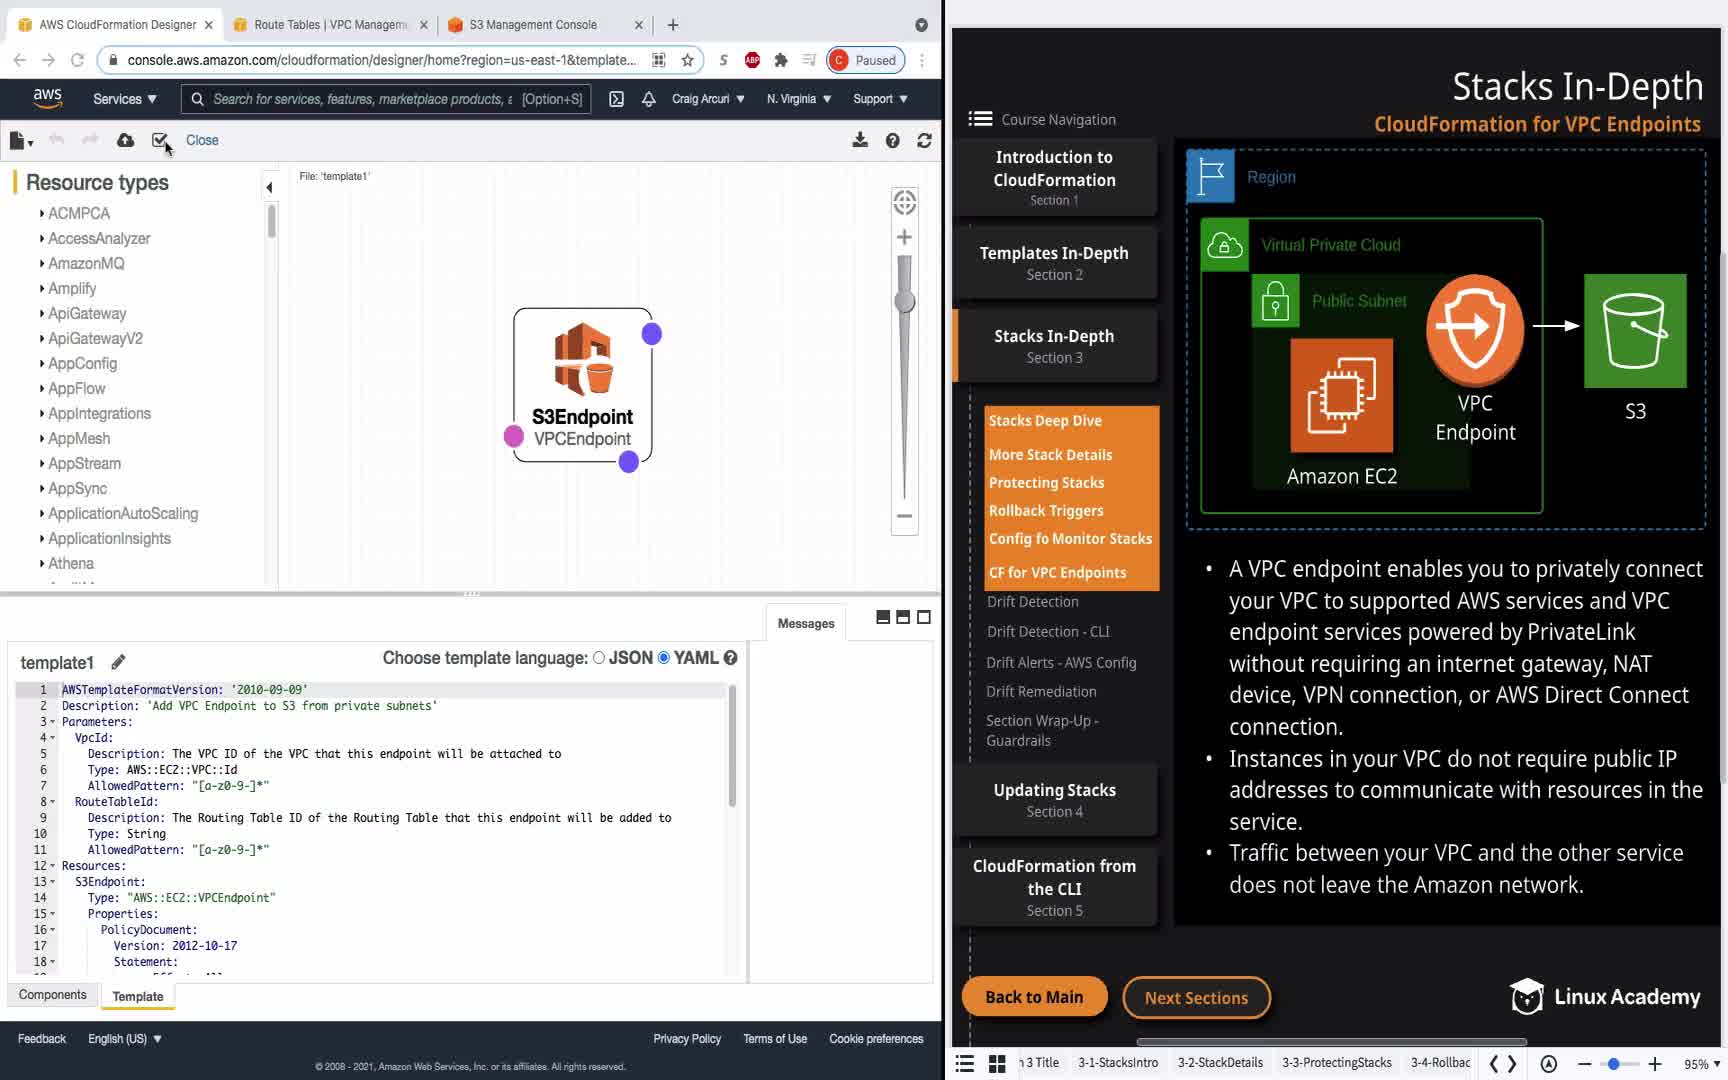 AWS CloudFormation Designer
Route Tables | VPC Managem
S3 Management Console
console.aws.amazon.com/cloudformation/designer/home?region=us-east-1&template...
S
ABP
C Paused
aws
Services
Search for services, features, marketplace products, [Option+S]
Craig Arcuri
N. Virginia
Support
Close
Resource types
ACMPCA
AccessAnalyzer
AmazonMQ
Amplify
ApiGateway
ApiGatewayV2
AppConfig
AppFlow
AppIntegrations
AppMesh
AppStream
AppSync
ApplicationAutoScaling
ApplicationInsights
Athena
File: 'template1'
S3Endpoint
VPCEndpoint
Messages
template1
Choose template language: JSON YAML
1 AWSTemplateFormatVersion: '2010-09-09'
2 Description: 'Add VPC Endpoint to S3 from private subnets'
3 Parameters:
4 VpcId:
5 Description: The VPC ID of the VPC that this endpoint will be attached to
6 Type: AWS::EC2::VPC::Id
7 AllowedPattern: "[a-z0-9-]*"
8 RouteTableId:
9 Description: The Routing Table ID of the Routing Table that this endpoint will be added to
10 Type: String
11 AllowedPattern: "[a-z0-9-]*"
12 Resources:
13 S3Endpoint:
14 Type: "AWS::EC2::VPCEndpoint"
15 Properties:
16 PolicyDocument:
17 Version: 2012-10-17
18 Statement:
Components
Template
Feedback
English (US)
Privacy Policy
Terms of Use
Cookie preferences
© 2008 - 2021, Amazon Web Services, Inc. or its affiliates. All rights reserved.
Stacks In-Depth
CloudFormation for VPC Endpoints
Course Navigation
Introduction to
CloudFormation
Section 1
Templates In-Depth
Section 2
Stacks In-Depth
Section 3
Stacks Deep Dive
More Stack Details
Protecting Stacks
Rollback Triggers
Config fo Monitor Stacks
CF for VPC Endpoints
Drift Detection
Drift Detection - CLI
Drift Alerts - AWS Config
Drift Remediation
Section Wrap-Up -
Guardrails
Updating Stacks
Section 4
CloudFormation from
the CLI
Section 5
Region
Virtual Private Cloud
Public Subnet
Amazon EC2
VPC
Endpoint
S3
• A VPC endpoint enables you to privately connect
your VPC to supported AWS services and VPC
endpoint services powered by PrivateLink
without requiring an internet gateway, NAT
device, VPN connection, or AWS Direct Connect
connection.
• Instances in your VPC do not require public IP
addresses to communicate with resources in the
service.
• Traffic between your VPC and the other service
does not leave the Amazon network.
Back to Main
Next Sections
Linux Academy
3 Title
3-1-StacksIntro
3-2-StackDetails
3-3-ProtectingStacks
3-4-Rollbac
95%